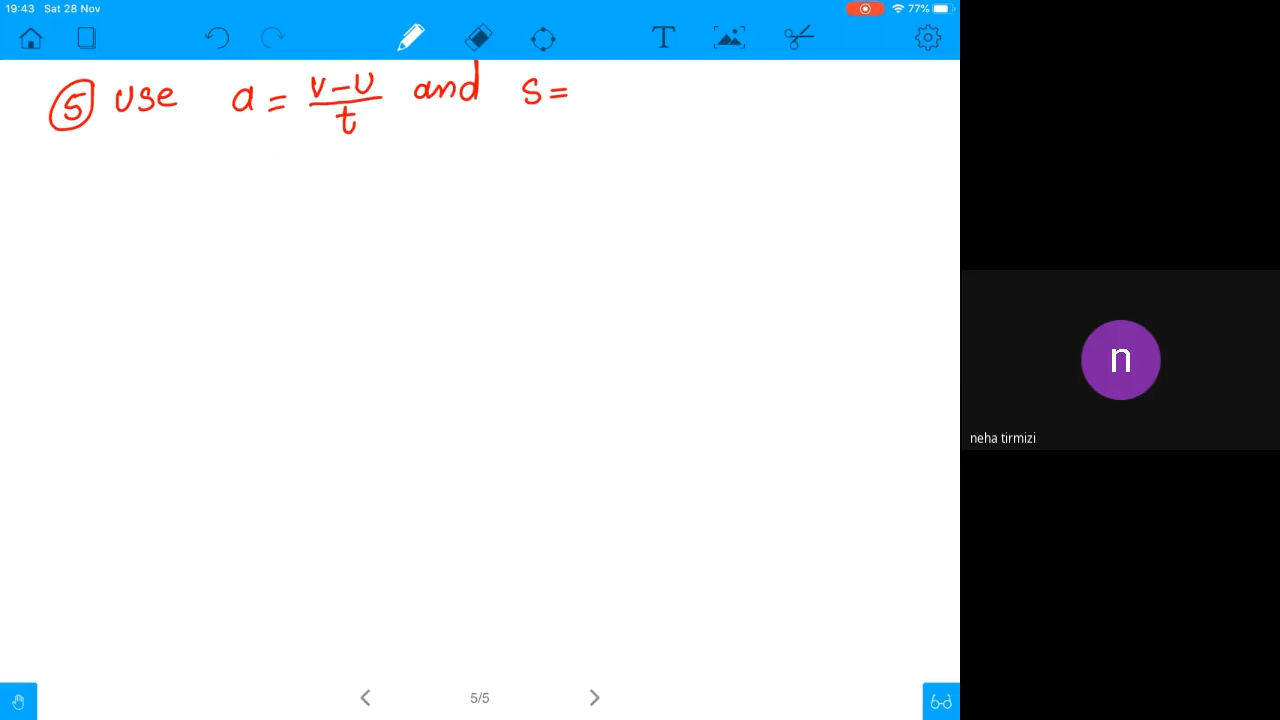 19:43 Sat 28 Nov 77%
T
⑤ use a = v-u/t and s =
n
neha tirmizi
5/5